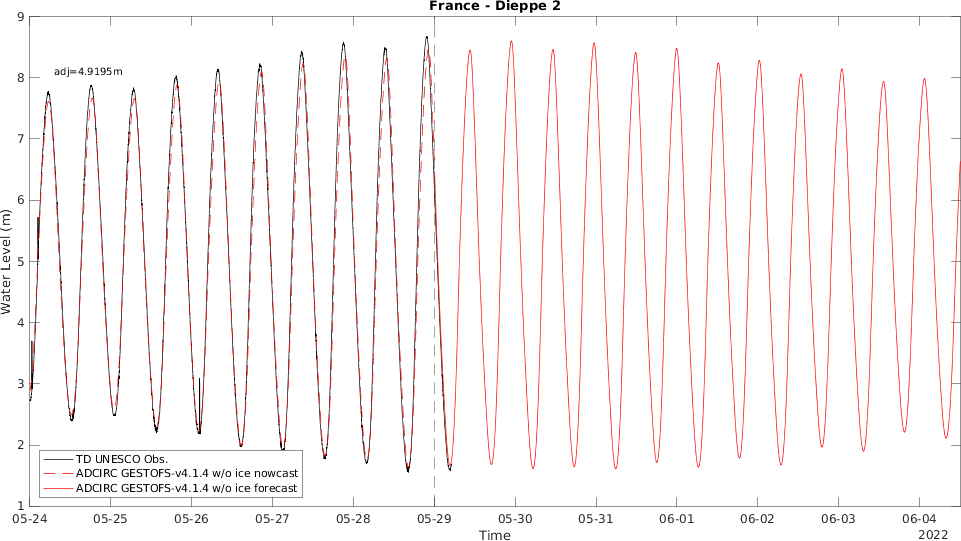 France - Dieppe 2
9
8
7
6
5
4
3
2
1
Water Level (m)
adj=4.9195m
TD UNESCO Obs.
ADCIRC GESTOFS-v4.1.4 w/o ice nowcast
ADCIRC GESTOFS-v4.1.4 w/o ice forecast
05-24 05-25 05-26 05-27 05-28 05-29 05-30 05-31 06-01 06-02 06-03 06-04
Time
2022